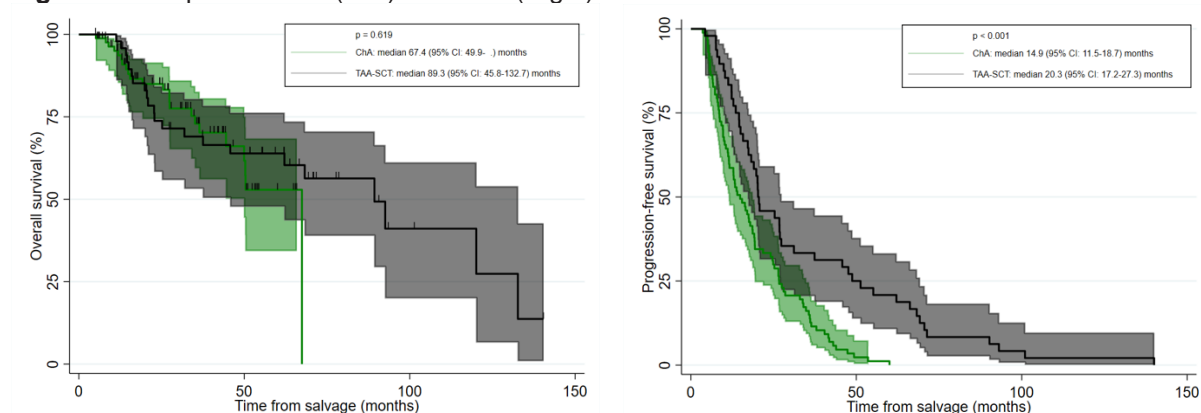 p = 0.619
ChA: median 67.4 (95% CI: 49.9- .) months
TAA-SCT: median 89.3 (95% CI: 45.8-132.7) months
Overall survival (%)
100
75
50
25
0
0 50 100 150
Time from salvage (months)
p < 0.001
ChA: median 14.9 (95% CI: 11.5-18.7) months
TAA-SCT: median 20.3 (95% CI: 17.2-27.3) months
Progression-free survival (%)
100
75
50
25
0
0 50 100 150
Time from salvage (months)